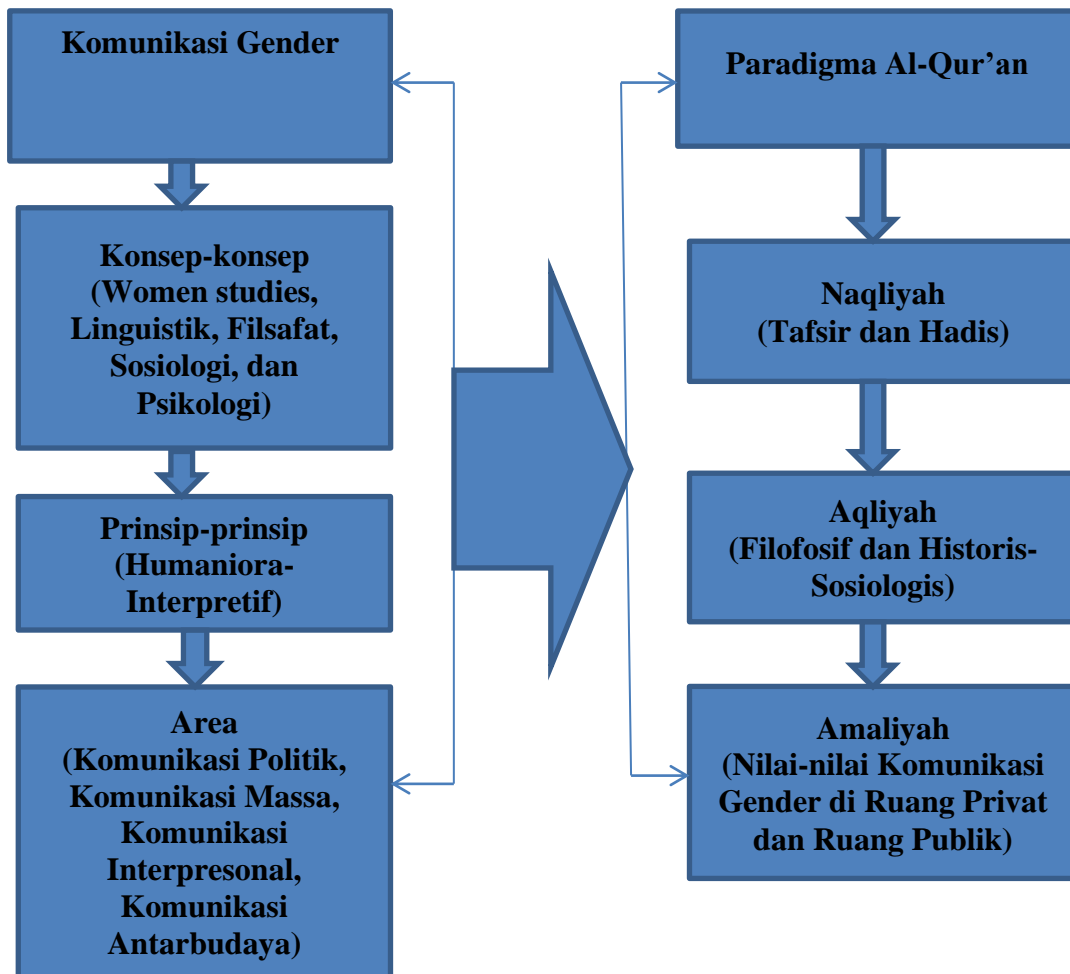 Komunikasi Gender
Konsep-konsep
(Women studies,
Linguistik, Filsafat,
Sosiologi, dan
Psikologi)
Prinsip-prinsip
(Humaniora-
Interpretif)
Area
(Komunikasi Politik,
Komunikasi Massa,
Komunikasi
Interpresonal,
Komunikasi
Antarbudaya)
Paradigma Al-Qur’an
Naqliyah
(Tafsir dan Hadis)
Aqliyah
(Filofosif dan Historis-
Sosiologis)
Amaliyah
(Nilai-nilai Komunikasi
Gender di Ruang Privat
dan Ruang Publik)